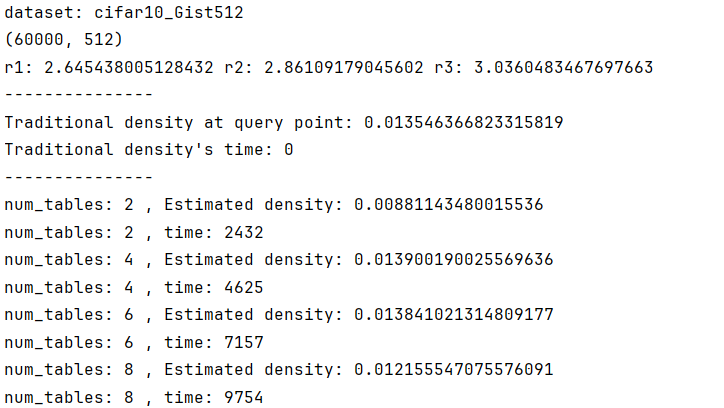 dataset: cifar10_Gist512
(60000, 512)
r1: 2.645438005128432 r2: 2.86109179045602 r3: 3.0360483467697663
---------------
Traditional density at query point: 0.013546366823315819
Traditional density's time: 0
---------------
num_tables: 2 , Estimated density: 0.00881143480015536
num_tables: 2 , time: 2432
num_tables: 4 , Estimated density: 0.013900190025569636
num_tables: 4 , time: 4625
num_tables: 6 , Estimated density: 0.013841021314809177
num_tables: 6 , time: 7157
num_tables: 8 , Estimated density: 0.012155547075576091
num_tables: 8 , time: 9754